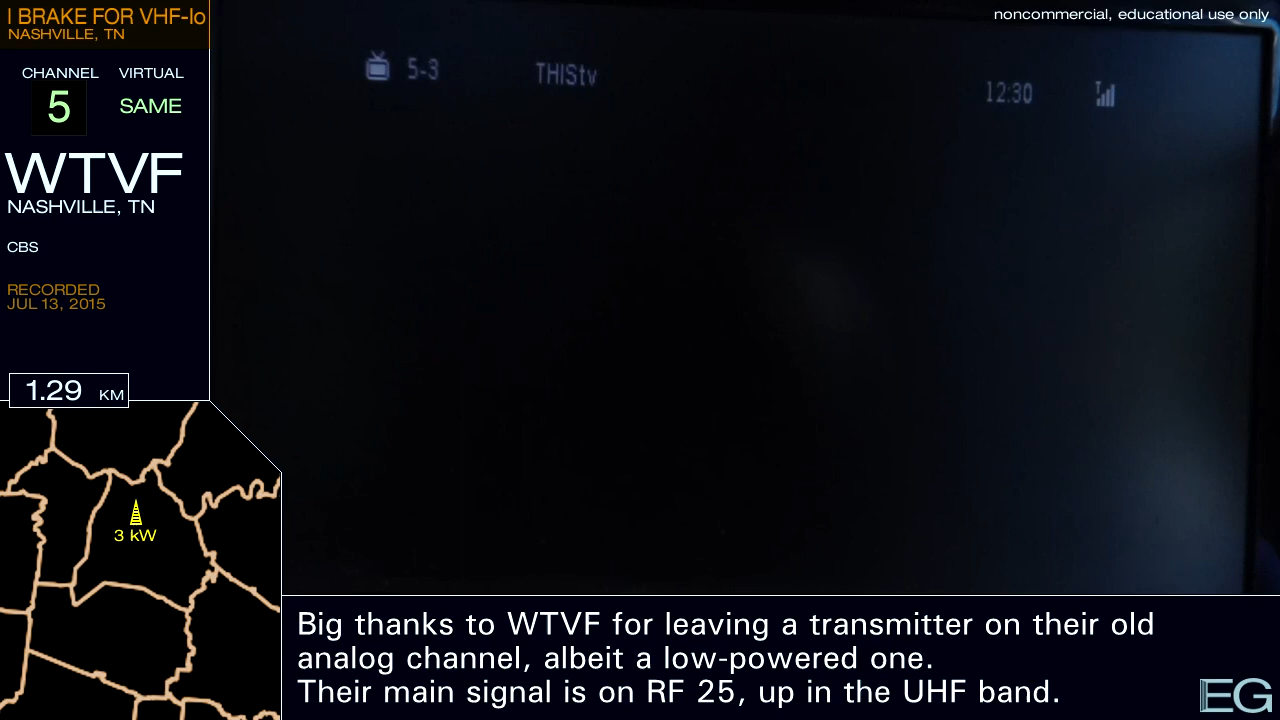 I BRAKE FOR VHF-lo
NASHVILLE, TN
noncommercial, educational use only
CHANNEL VIRTUAL
5 SAME
WTVF
NASHVILLE, TN
CBS
RECORDED
JUL 13, 2015
1.29 KM
3 kW
5-3 THIStv 12:30
Big thanks to WTVF for leaving a transmitter on their old
analog channel, albeit a low-powered one.
Their main signal is on RF 25, up in the UHF band.
EG